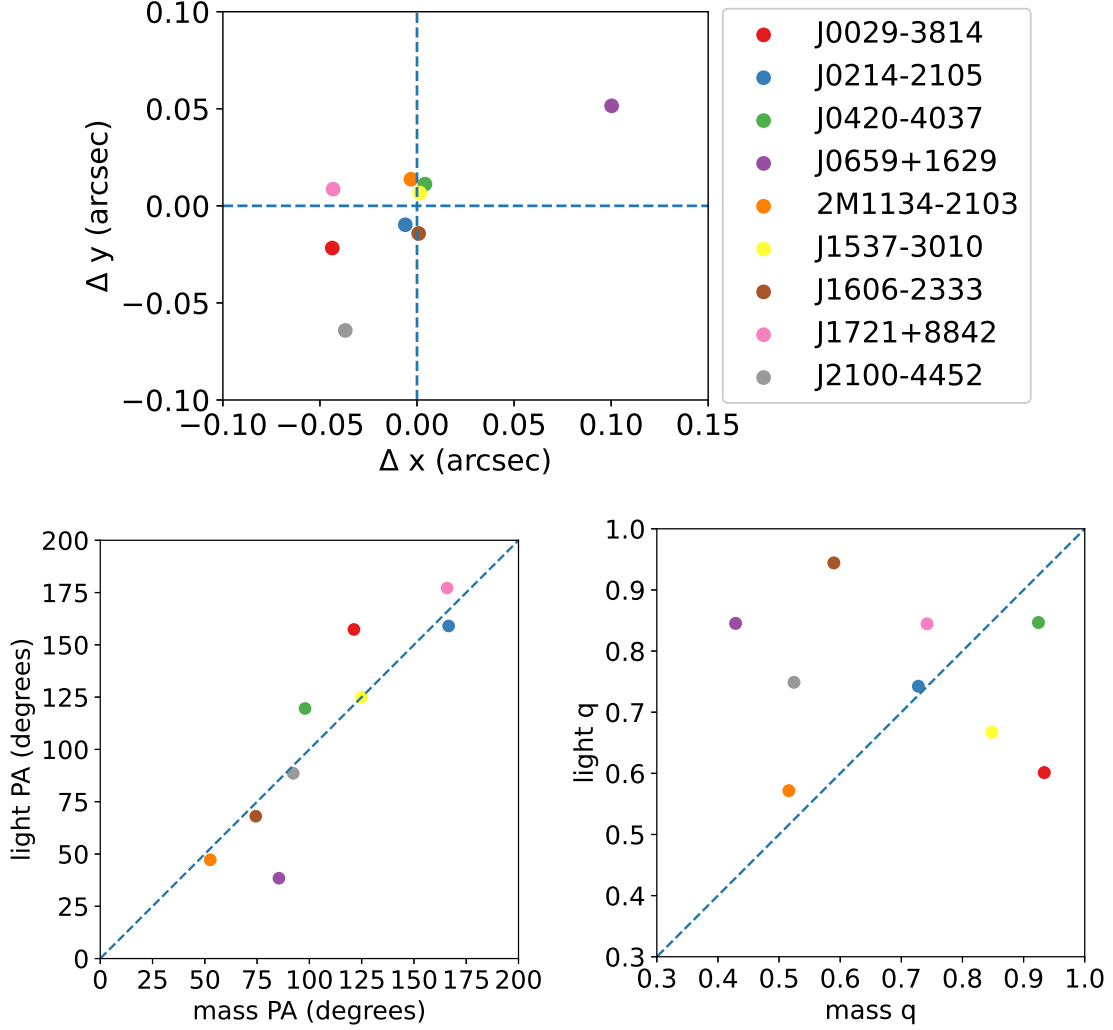 0.10
0.05
0.00
−0.05
−0.10
Δ y (arcsec)
−0.10 −0.05 0.00 0.05 0.10 0.15
Δ x (arcsec)
J0029-3814
J0214-2105
J0420-4037
J0659+1629
2M1134-2103
J1537-3010
J1606-2333
J1721+8842
J2100-4452
200
175
150
125
100
75
50
25
0
light PA (degrees)
0 25 50 75 100 125 150 175 200
mass PA (degrees)
1.0
0.9
0.8
0.7
0.6
0.5
0.4
0.3
light q
0.3 0.4 0.5 0.6 0.7 0.8 0.9 1.0
mass q